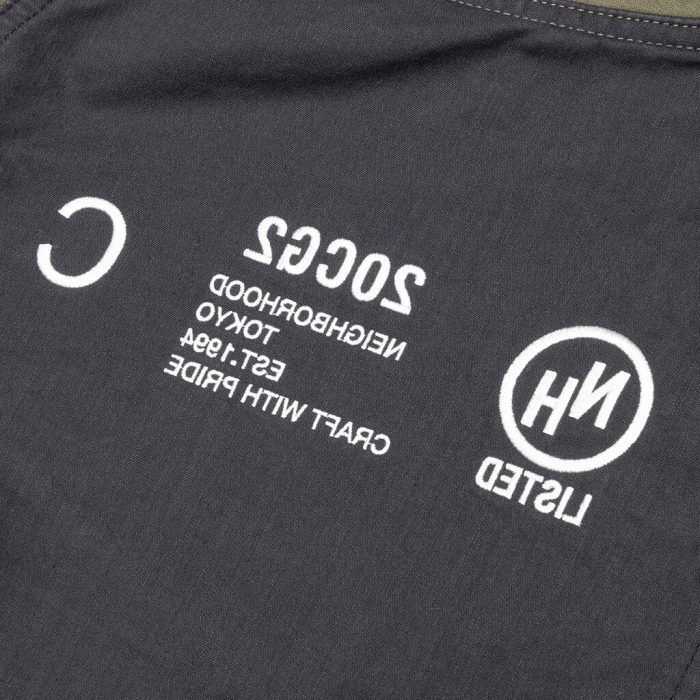 NH
LISTED
20CG2
NEIGHBORHOOD
TOKYO
EST.1994
CRAFT WITH PRIDE
C